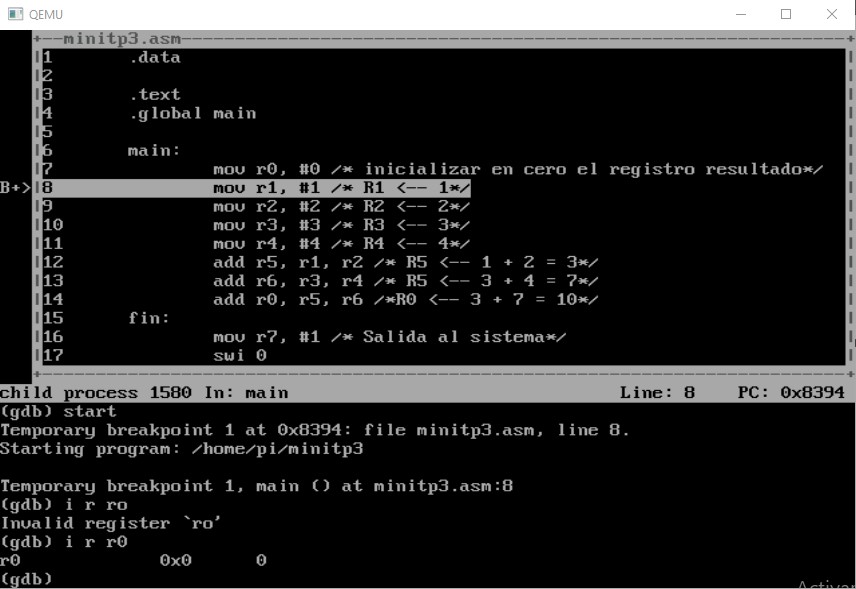 QEMU
minitp3.asm
1 .data
2
3 .text
4 .global main
5
6 main:
7 mov r0, #0 /* inicializar en cero el registro resultado*/
B+> 8 mov r1, #1 /* R1 <-- 1*/
9 mov r2, #2 /* R2 <-- 2*/
10 mov r3, #3 /* R3 <-- 3*/
11 mov r4, #4 /* R4 <-- 4*/
12 add r5, r1, r2 /* R5 <-- 1 + 2 = 3*/
13 add r6, r3, r4 /* R5 <-- 3 + 4 = 7*/
14 add r0, r5, r6 /*R0 <-- 3 + 7 = 10*/
15 fin:
16 mov r7, #1 /* Salida al sistema*/
17 swi 0
child process 1580 In: main Line: 8 PC: 0x8394
(gdb) start
Temporary breakpoint 1 at 0x8394: file minitp3.asm, line 8.
Starting program: /home/pi/minitp3
Temporary breakpoint 1, main () at minitp3.asm:8
(gdb) i r ro
Invalid register `ro'
(gdb) i r r0
r0 0x0 0
(gdb)